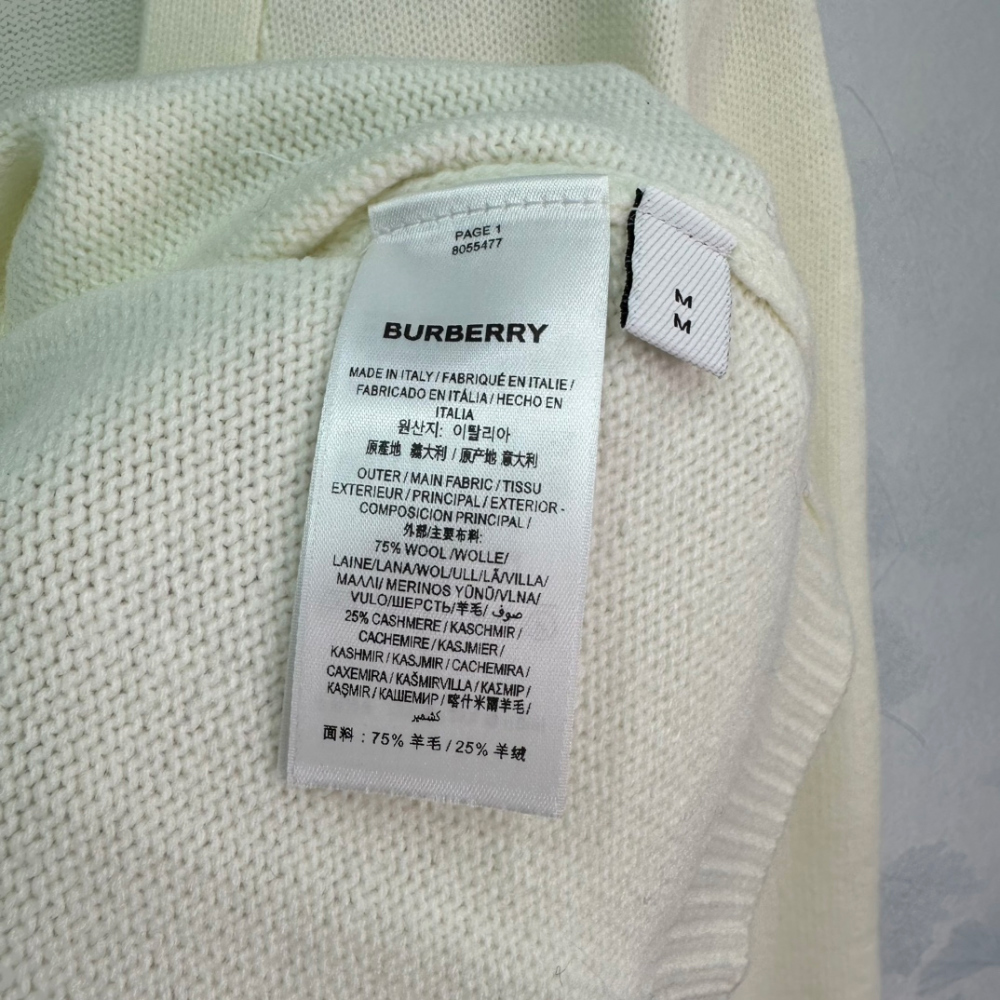 PAGE 1
8055477
BURBERRY
MADE IN ITALY / FABRIQUÉ EN ITALIE /
FABRICADO EN ITÁLIA / HECHO EN
ITALIA
원산지: 이탈리아
原產地 義大利 / 原产地 意大利
OUTER / MAIN FABRIC / TISSU
EXTERIEUR / PRINCIPAL / EXTERIOR -
COMPOSICION PRINCIPAL /
外部/主要布料:
75% WOOL /WOLLE/
LAINE/LANA/WOL/ULL/LÃ/VILLA/
ΜΑΛΛΙ/ MERINOS YÜNÜ/VLNA/
VULO/ШЕРСТЬ/羊毛/ صوف
25% CASHMERE / KASCHMIR /
CACHEMIRE / KASJMIER /
KASHMIR / KASJMIR / CACHEMIRA /
CAXEMIRA / KAŠMIRVILLA / ΚΑΣΜΙΡ /
KAŞMIR / КАШЕМИР / 喀什米爾羊毛 /
كشمير
面料 : 75% 羊毛 / 25% 羊绒
M
M